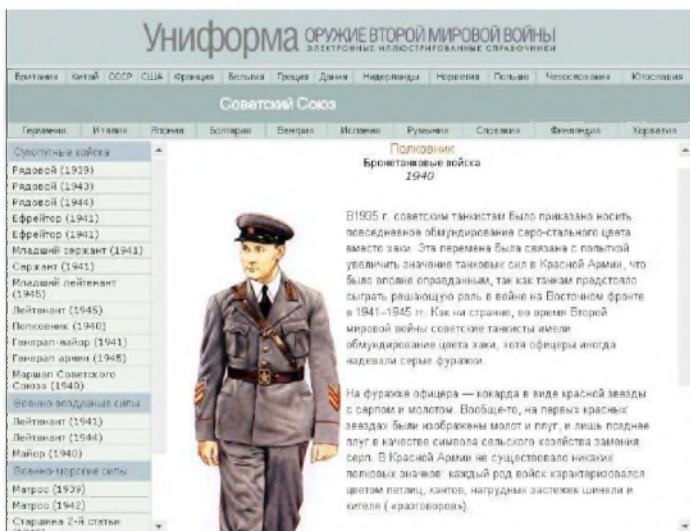 Униформа ОРУЖИЕ ВТОРОЙ МИРОВОЙ ВОЙНЫ
ЭЛЕКТРОННЫЕ ИЛЛЮСТРИРОВАННЫЕ СПРАВОЧНИКИ
Британия Китай СССР США Франция Бельгия Греция Дания Нидерланды Норвегия Польша Чехословакия Югославия
Советский Союз
Германия Италия Япония Болгария Венгрия Испания Румыния Словакия Финляндия Хорватия
Сухопутные войска
Рядовой (1939)
Рядовой (1943)
Рядовой (1944)
Ефрейтор (1941)
Ефрейтор (1941)
Младший сержант (1941)
Сержант (1941)
Младший лейтенант
(1945)
Лейтенант (1945)
Полковник (1940)
Генерал-майор (1941)
Генерал армии (1945)
Маршал Советского
Союза (1940)
Военно-воздушные силы
Лейтенант (1941)
Лейтенант (1944)
Майор (1940)
Военно-морские силы
Матрос (1939)
Матрос (1942)
Старшина 2-й статьи
Полковник
Бронетанковые войска
1940
В1935 г. советским танкистам было приказано носить
повседневное обмундирование серо-стального цвета
вместо хаки. Эта перемена была связана с попыткой
увеличить значение танковых сил в Красной Армии, что
было вполне оправданным, так как танкам предстояло
сыграть решающую роль в войне на Восточном фронте
в 1941–1945 гг. Как ни странно, во время Второй
мировой войны советские танкисты имели
обмундирование цвета хаки, хотя офицеры иногда
надевали серые фуражки.
На фуражке офицера — кокарда в виде красной звезды
с серпом и молотом. Вообще-то, на первых красных
звездах были изображены молот и плуг, и лишь позднее
плуг в качестве символа сельского хозяйства заменил
серп. В Красной Армии не существовало никаких
полковых значков: каждый род войск характеризовался
цветом петлиц, кантов, нагрудных застежек шинели и
кителя («разговоров»).